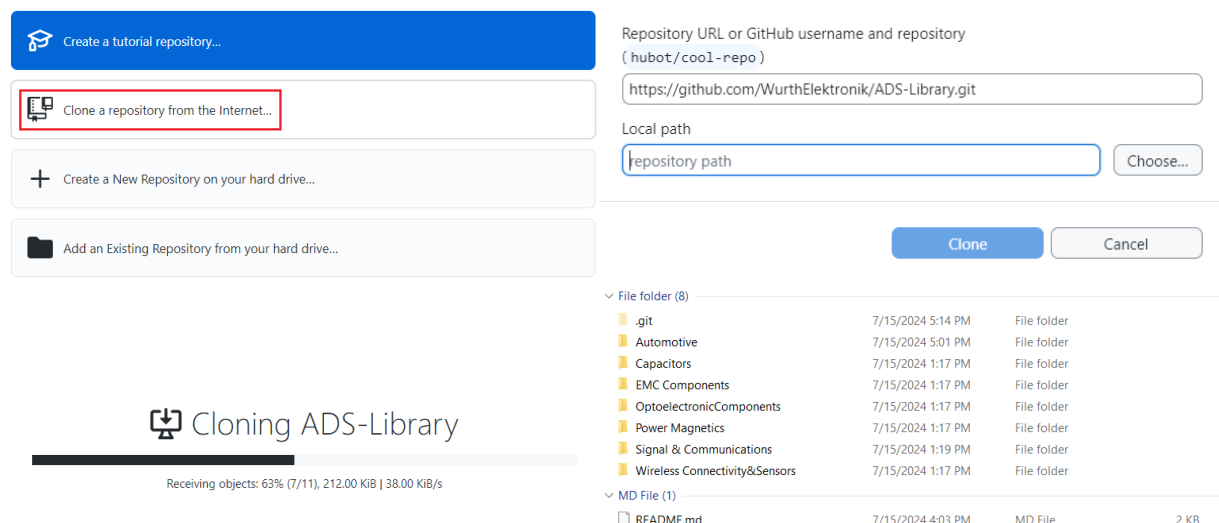 Create a tutorial repository...
Clone a repository from the Internet...
Create a New Repository on your hard drive...
Add an Existing Repository from your hard drive...
Cloning ADS-Library
Receiving objects: 63% (7/11), 212.00 KiB | 38.00 KiB/s
Repository URL or GitHub username and repository
(hubot/cool-repo)
https://github.com/WurthElektronik/ADS-Library.git
Local path
repository path
Choose...
Clone
Cancel
File folder (8)
.git 7/15/2024 5:14 PM File folder
Automotive 7/15/2024 5:01 PM File folder
Capacitors 7/15/2024 1:17 PM File folder
EMC Components 7/15/2024 1:17 PM File folder
OptoelectronicComponents 7/15/2024 1:17 PM File folder
Power Magnetics 7/15/2024 1:17 PM File folder
Signal & Communications 7/15/2024 1:19 PM File folder
Wireless Connectivity&Sensors 7/15/2024 1:17 PM File folder
MD File (1)
README.md 7/15/2024 4:03 PM MD File 2 KB